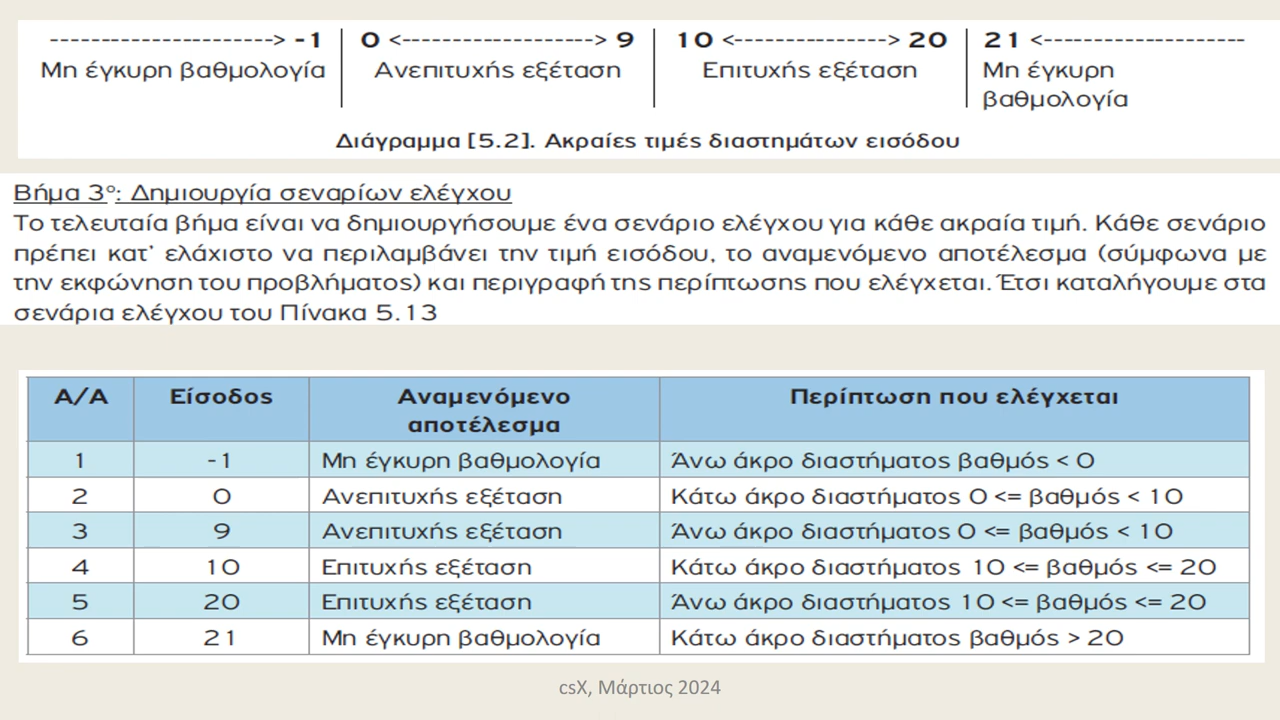 ---------------------> -1 | 0 <------------------> 9 | 10 <--------------> 20 | 21 <-------------------
Μη έγκυρη βαθμολογία Ανεπιτυχής εξέταση Επιτυχής εξέταση Μη έγκυρη
βαθμολογία
Διάγραμμα [5.2]. Ακραίες τιμές διαστημάτων εισόδου
Βήμα 3ο: Δημιουργία σεναρίων ελέγχου
Το τελευταία βήμα είναι να δημιουργήσουμε ένα σενάριο ελέγχου για κάθε ακραία τιμή. Κάθε σενάριο
πρέπει κατ' ελάχιστο να περιλαμβάνει την τιμή εισόδου, το αναμενόμενο αποτέλεσμα (σύμφωνα με
την εκφώνηση του προβλήματος) και περιγραφή της περίπτωσης που ελέγχεται. Έτσι καταλήγουμε στα
σενάρια ελέγχου του Πίνακα 5.13
Α/Α Είσοδος Αναμενόμενο αποτέλεσμα Περίπτωση που ελέγχεται
1 -1 Μη έγκυρη βαθμολογία Άνω άκρο διαστήματος βαθμός < 0
2 0 Ανεπιτυχής εξέταση Κάτω άκρο διαστήματος 0 <= βαθμός < 10
3 9 Ανεπιτυχής εξέταση Άνω άκρο διαστήματος 0 <= βαθμός < 10
4 10 Επιτυχής εξέταση Κάτω άκρο διαστήματος 10 <= βαθμός <= 20
5 20 Επιτυχής εξέταση Άνω άκρο διαστήματος 10 <= βαθμός <= 20
6 21 Μη έγκυρη βαθμολογία Κάτω άκρο διαστήματος βαθμός > 20
csX, Μάρτιος 2024